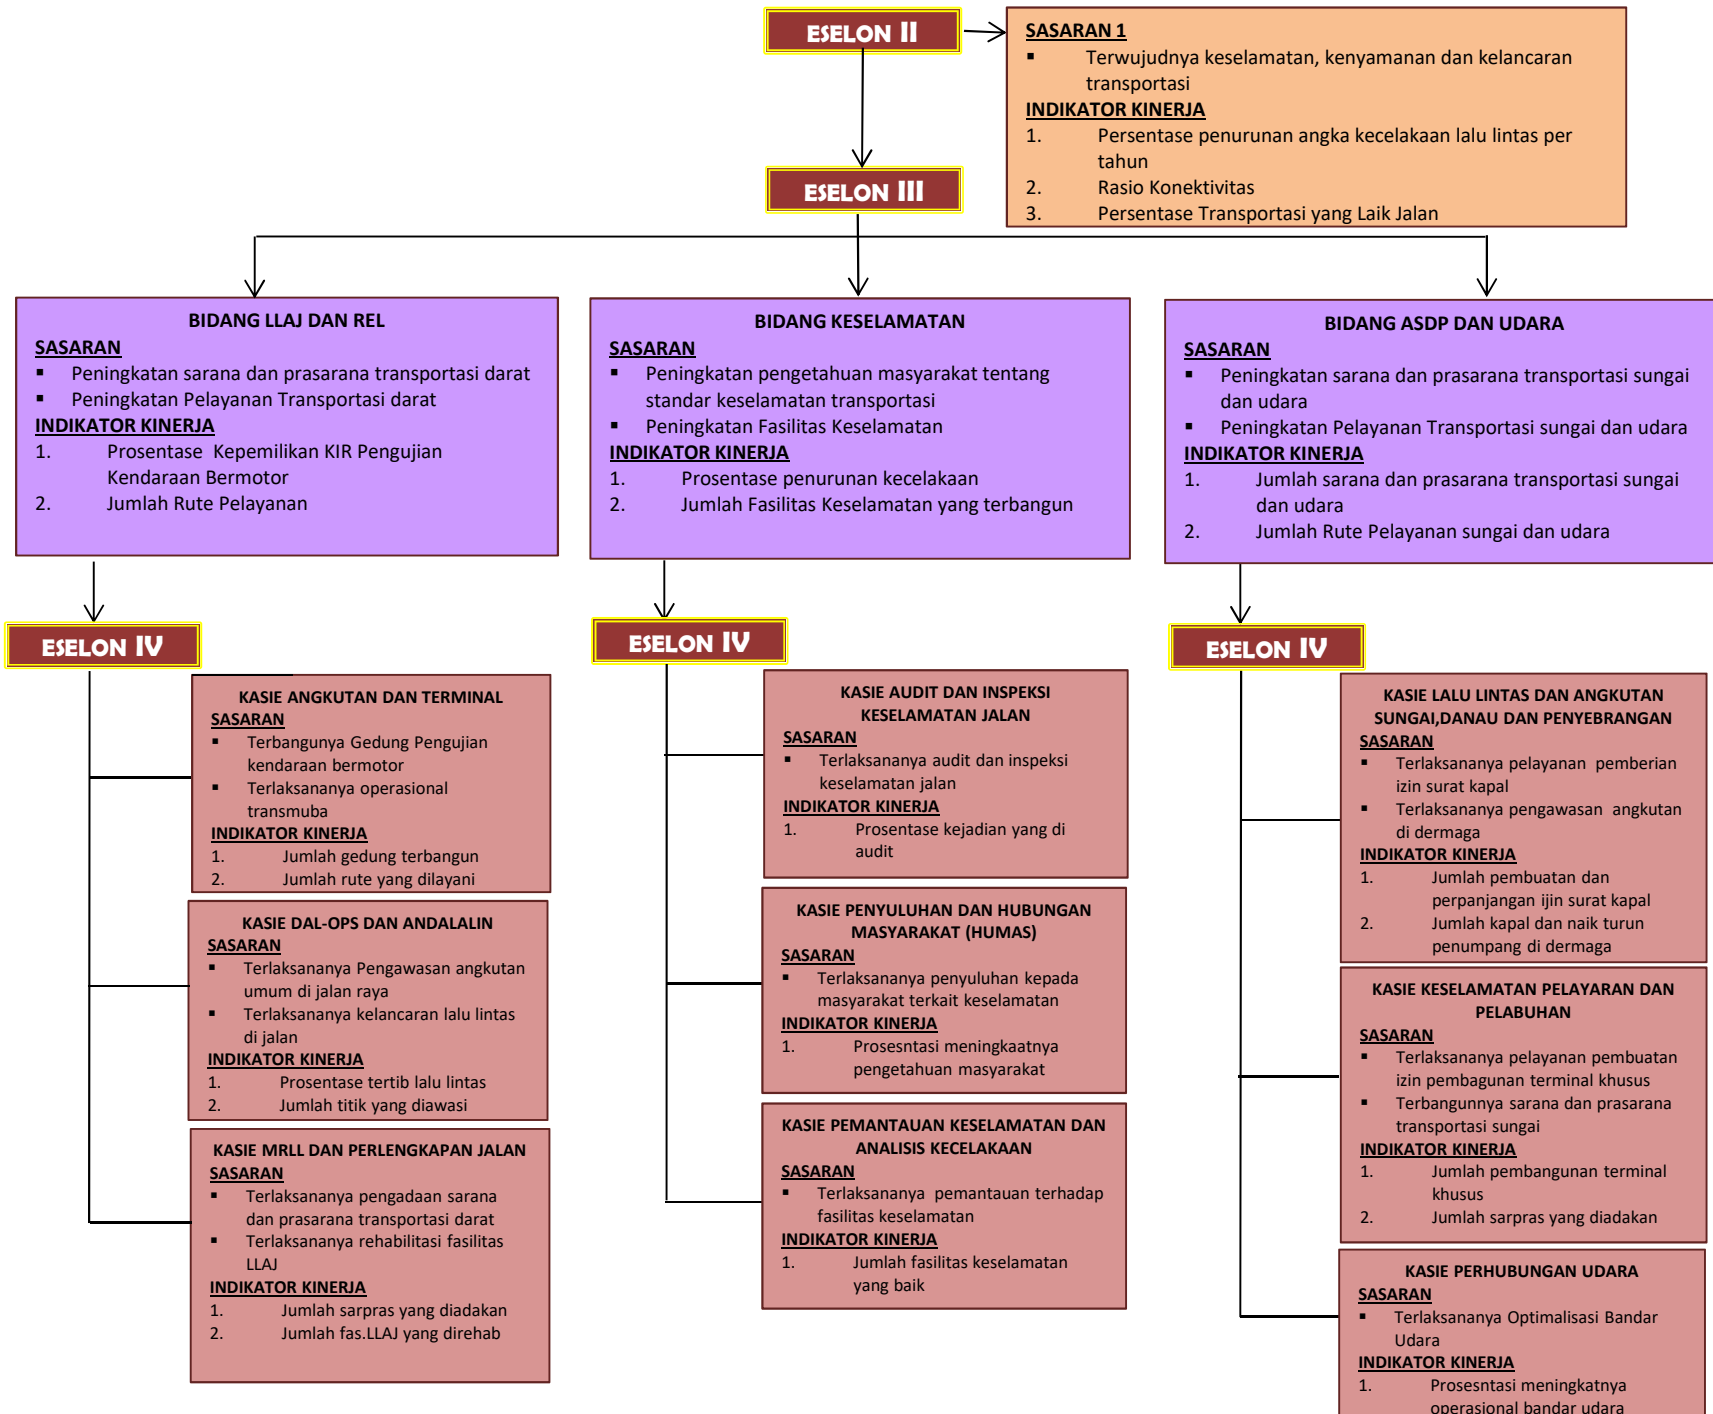 ESELON II
SASARAN 1
▪ Terwujudnya keselamatan, kenyamanan dan kelancaran
transportasi
INDIKATOR KINERJA
1. Persentase penurunan angka kecelakaan lalu lintas per
tahun
2. Rasio Konektivitas
3. Persentase Transportasi yang Laik Jalan
ESELON III
BIDANG LLAJ DAN REL
SASARAN
▪ Peningkatan sarana dan prasarana transportasi darat
▪ Peningkatan Pelayanan Transportasi darat
INDIKATOR KINERJA
1. Prosentase Kepemilikan KIR Pengujian
Kendaraan Bermotor
2. Jumlah Rute Pelayanan
BIDANG KESELAMATAN
SASARAN
▪ Peningkatan pengetahuan masyarakat tentang
standar keselamatan transportasi
▪ Peningkatan Fasilitas Keselamatan
INDIKATOR KINERJA
1. Prosentase penurunan kecelakaan
2. Jumlah Fasilitas Keselamatan yang terbangun
BIDANG ASDP DAN UDARA
SASARAN
▪ Peningkatan sarana dan prasarana transportasi sungai
dan udara
▪ Peningkatan Pelayanan Transportasi sungai dan udara
INDIKATOR KINERJA
1. Jumlah sarana dan prasarana transportasi sungai
dan udara
2. Jumlah Rute Pelayanan sungai dan udara
ESELON IV
KASIE ANGKUTAN DAN TERMINAL
SASARAN
▪ Terbangunya Gedung Pengujian
kendaraan bermotor
▪ Terlaksananya operasional
transmuba
INDIKATOR KINERJA
1. Jumlah gedung terbangun
2. Jumlah rute yang dilayani
KASIE DAL-OPS DAN ANDALALIN
SASARAN
▪ Terlaksananya Pengawasan angkutan
umum di jalan raya
▪ Terlaksananya kelancaran lalu lintas
di jalan
INDIKATOR KINERJA
1. Prosentase tertib lalu lintas
2. Jumlah titik yang diawasi
KASIE MRLL DAN PERLENGKAPAN JALAN
SASARAN
▪ Terlaksananya pengadaan sarana
dan prasarana transportasi darat
▪ Terlaksananya rehabilitasi fasilitas
LLAJ
INDIKATOR KINERJA
1. Jumlah sarpras yang diadakan
2. Jumlah fas.LLAJ yang direhab
ESELON IV
KASIE AUDIT DAN INSPEKSI
KESELAMATAN JALAN
SASARAN
▪ Terlaksananya audit dan inspeksi
keselamatan jalan
INDIKATOR KINERJA
1. Prosentase kejadian yang di
audit
KASIE PENYULUHAN DAN HUBUNGAN
MASYARAKAT (HUMAS)
SASARAN
▪ Terlaksananya penyuluhan kepada
masyarakat terkait keselamatan
INDIKATOR KINERJA
1. Prosesntasi meningkaatnya
pengetahuan masyarakat
KASIE PEMANTAUAN KESELAMATAN DAN
ANALISIS KECELAKAAN
SASARAN
▪ Terlaksananya pemantauan terhadap
fasilitas keselamatan
INDIKATOR KINERJA
1. Jumlah fasilitas keselamatan
yang baik
ESELON IV
KASIE LALU LINTAS DAN ANGKUTAN
SUNGAI,DANAU DAN PENYEBRANGAN
SASARAN
▪ Terlaksananya pelayanan pemberian
izin surat kapal
▪ Terlaksananya pengawasan angkutan
di dermaga
INDIKATOR KINERJA
1. Jumlah pembuatan dan
perpanjangan ijin surat kapal
2. Jumlah kapal dan naik turun
penumpang di dermaga
KASIE KESELAMATAN PELAYARAN DAN
PELABUHAN
SASARAN
▪ Terlaksananya pelayanan pembuatan
izin pembagunan terminal khusus
▪ Terbangunnya sarana dan prasarana
transportasi sungai
INDIKATOR KINERJA
1. Jumlah pembangunan terminal
khusus
2. Jumlah sarpras yang diadakan
KASIE PERHUBUNGAN UDARA
SASARAN
▪ Terlaksananya Optimalisasi Bandar
Udara
INDIKATOR KINERJA
1. Prosesntasi meningkatnya
operasional bandar udara